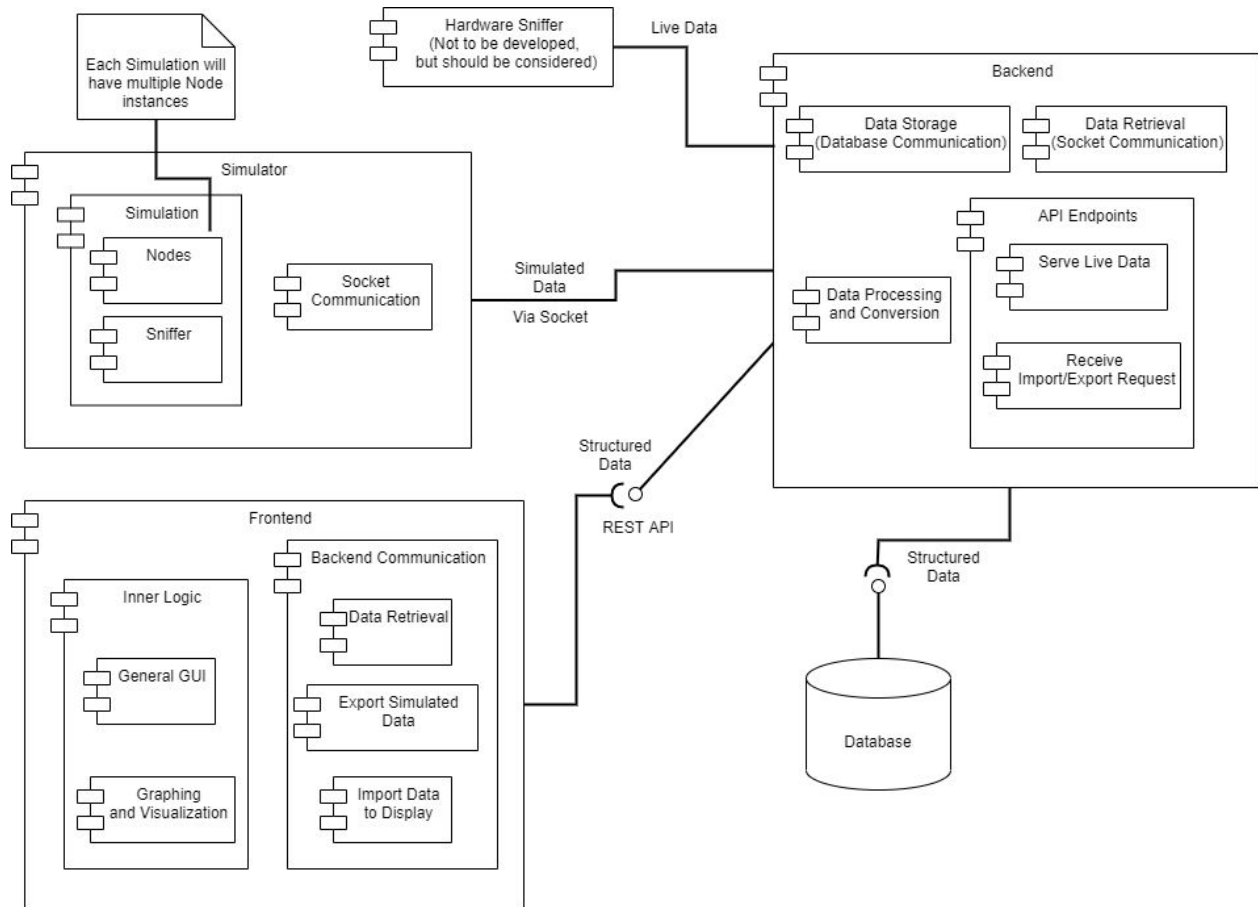 Each Simulation will
have multiple Node
instances
Hardware Sniffer
(Not to be developed,
but should be considered)
Live Data
Backend
Data Storage
(Database Communication)
Data Retrieval
(Socket Communication)
API Endpoints
Serve Live Data
Data Processing
and Conversion
Receive
Import/Export Request
Simulator
Simulation
Nodes
Sniffer
Socket
Communication
Simulated
Data
Via Socket
Structured
Data
REST API
Frontend
Inner Logic
General GUI
Graphing
and Visualization
Backend Communication
Data Retrieval
Export Simulated
Data
Import Data
to Display
Structured
Data
Database